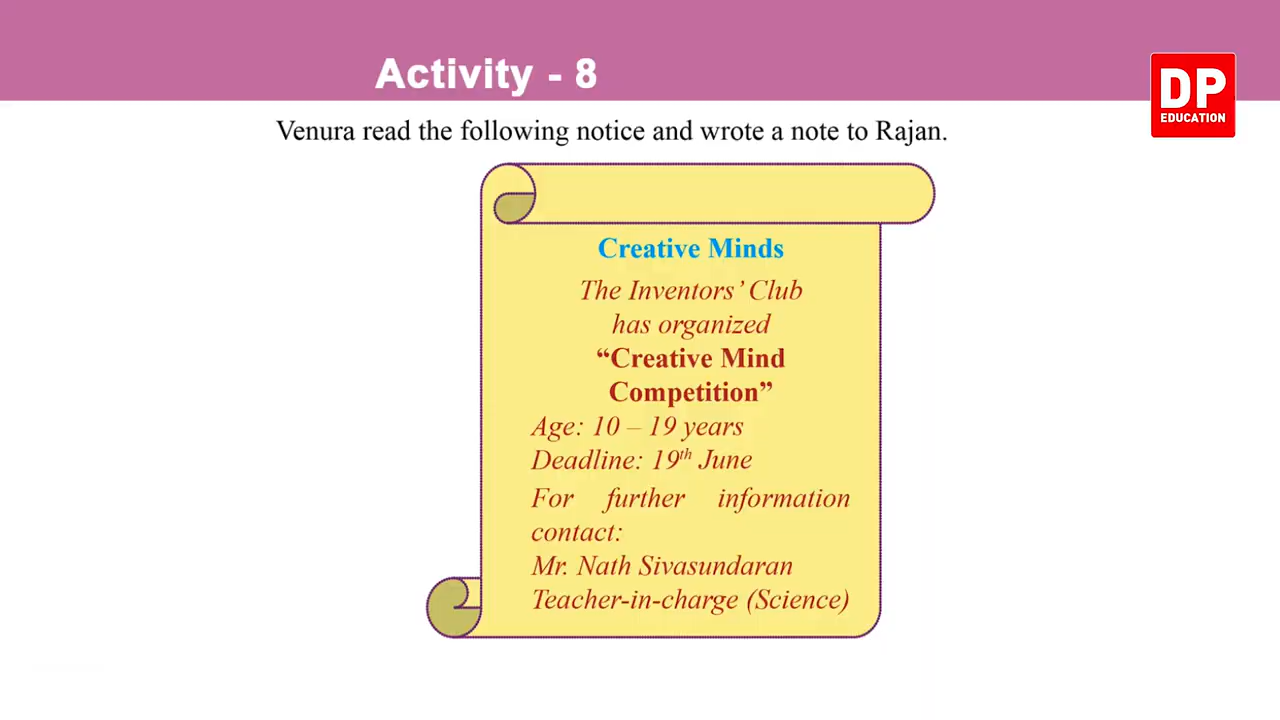 Activity - 8
DP
EDUCATION
Venura read the following notice and wrote a note to Rajan.
Creative Minds
The Inventors’ Club
has organized
“Creative Mind
Competition”
Age: 10 – 19 years
Deadline: 19th June
For further information
contact:
Mr. Nath Sivasundaran
Teacher-in-charge (Science)